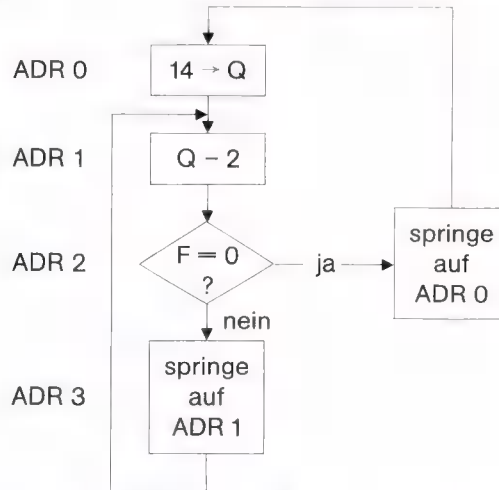 ADR 0
14 → Q
ADR 1
Q – 2
ADR 2
F = 0
?
ja
springe
auf
ADR 0
nein
ADR 3
springe
auf
ADR 1